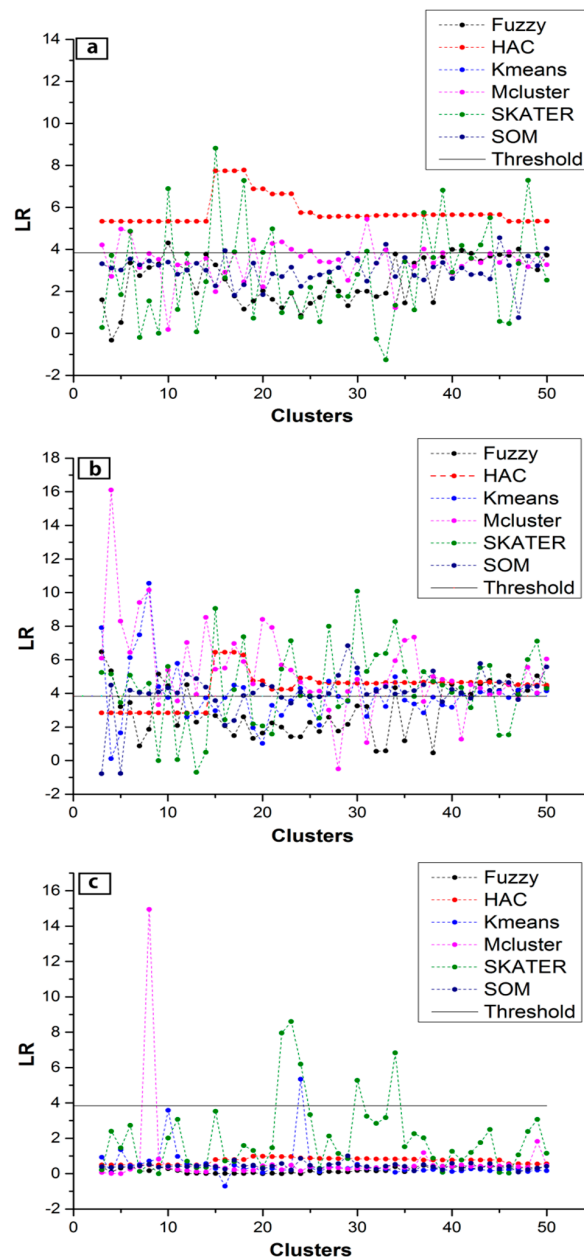 a
Fuzzy
HAC
Kmeans
Mcluster
SKATER
SOM
Threshold
14
12
10
8
6
4
2
0
-2
LR
0 10 20 30 40 50
Clusters
b
Fuzzy
HAC
Kmeans
Mcluster
SKATER
SOM
Threshold
18
16
14
12
10
8
6
4
2
0
-2
LR
0 10 20 30 40 50
Clusters
c
Fuzzy
HAC
Kmeans
Mcluster
SKATER
SOM
Threshold
16
14
12
10
8
6
4
2
0
-2
LR
0 10 20 30 40 50
Clusters